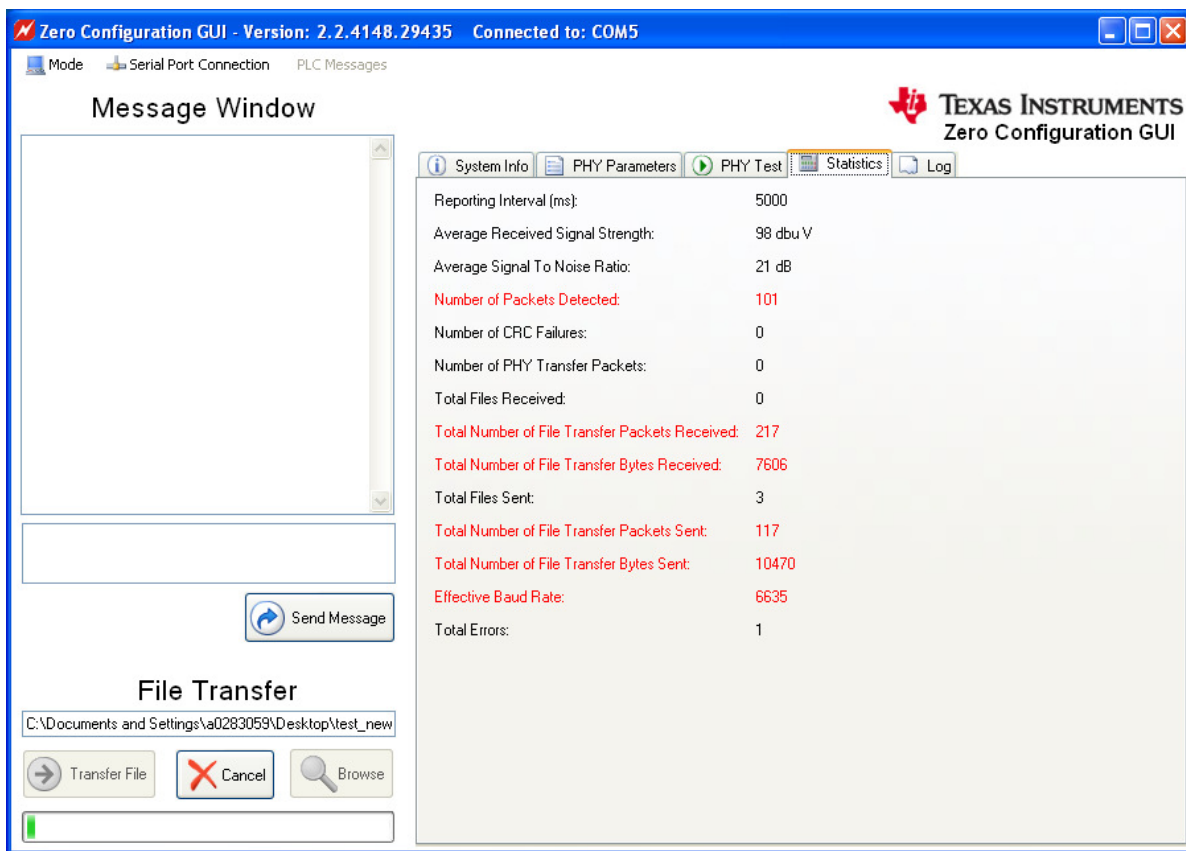 Zero Configuration GUI - Version: 2.2.4148.29435 Connected to: COM5
Mode Serial Port Connection PLC Messages
Message Window
TEXAS INSTRUMENTS
Zero Configuration GUI
System Info PHY Parameters PHY Test Statistics Log
Reporting Interval (ms): 5000
Average Received Signal Strength: 98 dbu V
Average Signal To Noise Ratio: 21 dB
Number of Packets Detected: 101
Number of CRC Failures: 0
Number of PHY Transfer Packets: 0
Total Files Received: 0
Total Number of File Transfer Packets Received: 217
Total Number of File Transfer Bytes Received: 7606
Total Files Sent: 3
Total Number of File Transfer Packets Sent: 117
Total Number of File Transfer Bytes Sent: 10470
Effective Baud Rate: 6635
Total Errors: 1
Send Message
File Transfer
C:\Documents and Settings\a0283059\Desktop\test_new
Transfer File Cancel Browse